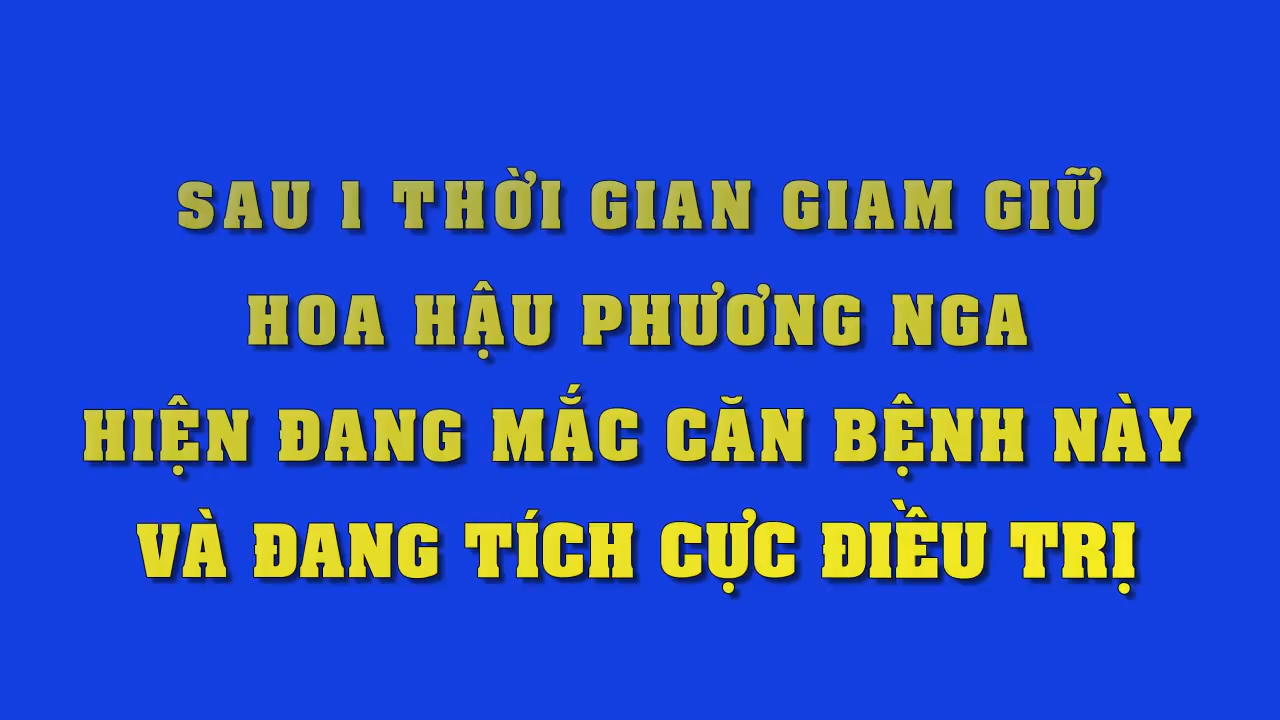 SAU 1 THỜI GIAN GIAM GIỮ
HOA HẬU PHƯƠNG NGA
HIỆN ĐANG MẮC CĂN BỆNH NÀY
VÀ ĐANG TÍCH CỰC ĐIỀU TRỊ